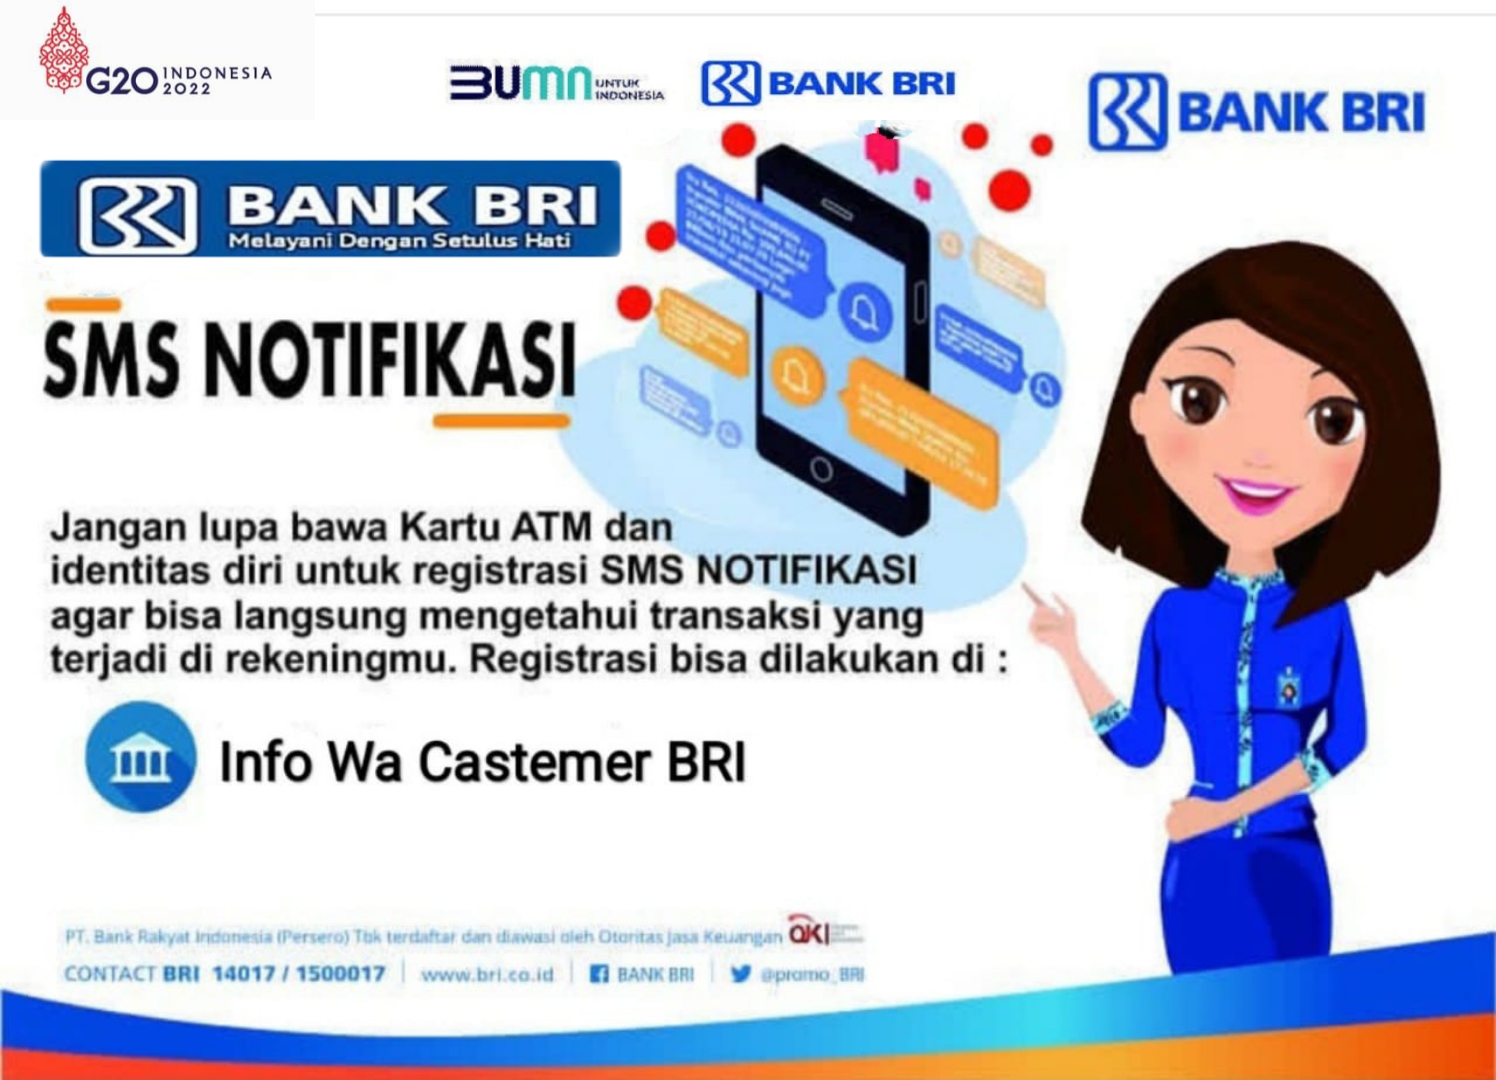 G20 INDONESIA
2022
BUMN UNTUK
INDONESIA
BANK BRI
BANK BRI
BANK BRI
Melayani Dengan Setulus Hati
SMS NOTIFIKASI
Jangan lupa bawa Kartu ATM dan
identitas diri untuk registrasi SMS NOTIFIKASI
agar bisa langsung mengetahui transaksi yang
terjadi di rekeningmu. Registrasi bisa dilakukan di :
Info Wa Castemer BRI
PT. Bank Rakyat Indonesia (Persero) Tbk terdaftar dan diawasi oleh Otoritas Jasa Keuangan
CONTACT BRI 14017 / 1500017 | www.bri.co.id | BANK BRI | @promo_BRI